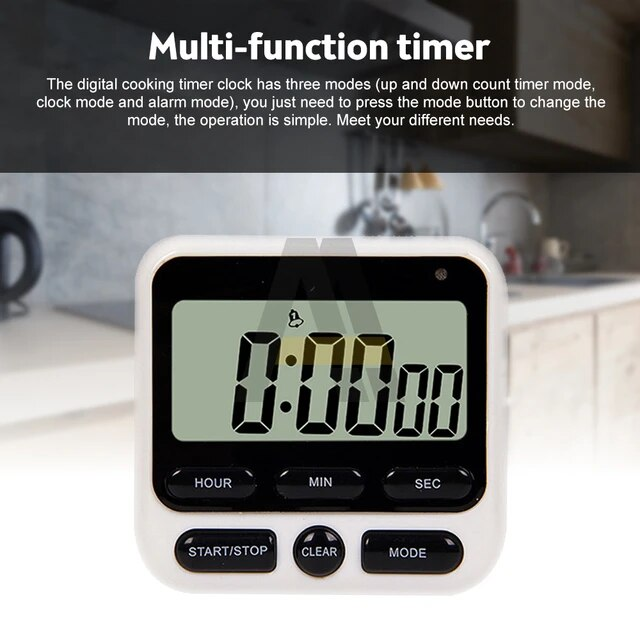 Multi-function timer
The digital cooking timer clock has three modes (up and down count timer mode,
clock mode and alarm mode), you just need to press the mode button to change the
mode, the operation is simple. Meet your different needs.
0:00 00
HOUR MIN SEC
START/STOP CLEAR MODE